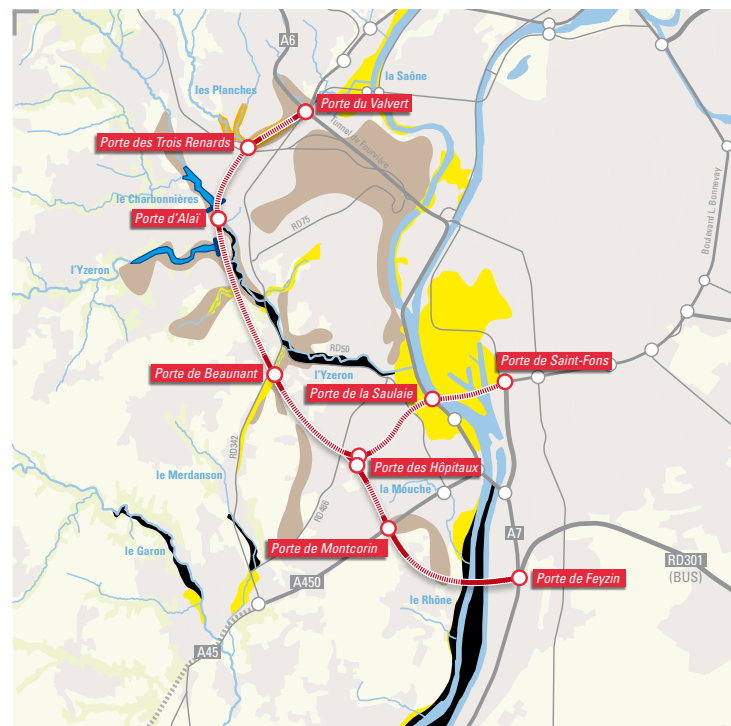 A6
la Saône
les Planches
Porte du Valvert
Tunnel de Fourvière
Porte des Trois Renards
le Charbonnières
Porte d'Alaï
RD75
Boulevard L. Bonnevay
l'Yzeron
RD50
Porte de Saint-Fons
Porte de Beaunant
l'Yzeron
Porte de la Saulaie
RD342
Porte des Hôpitaux
le Merdanson
la Mouche
RD486
A7
Porte de Montcorin
le Garon
RD301
(BUS)
A450
Porte de Feyzin
le Rhône
A45